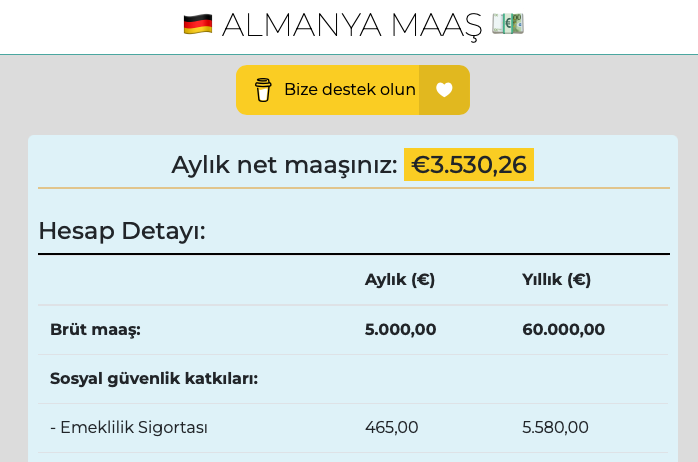 ALMANYA MAAŞ
Bize destek olun
Aylık net maaşınız: €3.530,26
Hesap Detayı:
Aylık (€) Yıllık (€)
Brüt maaş: 5.000,00 60.000,00
Sosyal güvenlik katkıları:
- Emeklilik Sigortası 465,00 5.580,00